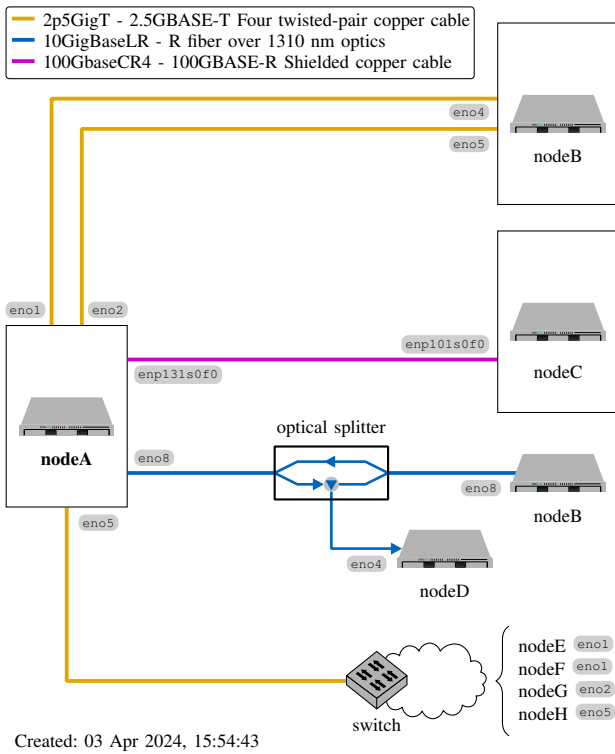 2p5GigT - 2.5GBASE-T Four twisted-pair copper cable
10GigBaseLR - R fiber over 1310 nm optics
100GbaseCR4 - 100GBASE-R Shielded copper cable
eno4
eno5
nodeB
eno1
eno2
enp101s0f0
enp131s0f0
nodeC
nodeA
optical splitter
eno8
eno8
nodeB
eno5
eno4
nodeD
nodeE eno1
nodeF eno1
nodeG eno2
nodeH eno5
switch
Created: 03 Apr 2024, 15:54:43